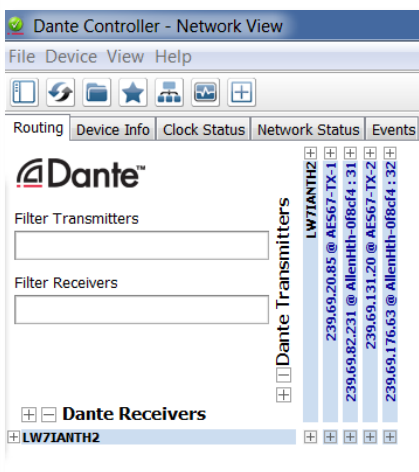 Dante Controller - Network View
File Device View Help
Routing Device Info Clock Status Network Status Events
Dante™
Filter Transmitters
Filter Receivers
Dante Transmitters
LW7IANTH2
239.69.20.85 @ AES67-TX-1
239.69.82.231 @ AllenHth-0f8cf4 : 31
239.69.131.20 @ AES67-TX-2
239.69.176.63 @ AllenHth-0f8cf4 : 32
Dante Receivers
LW7IANTH2